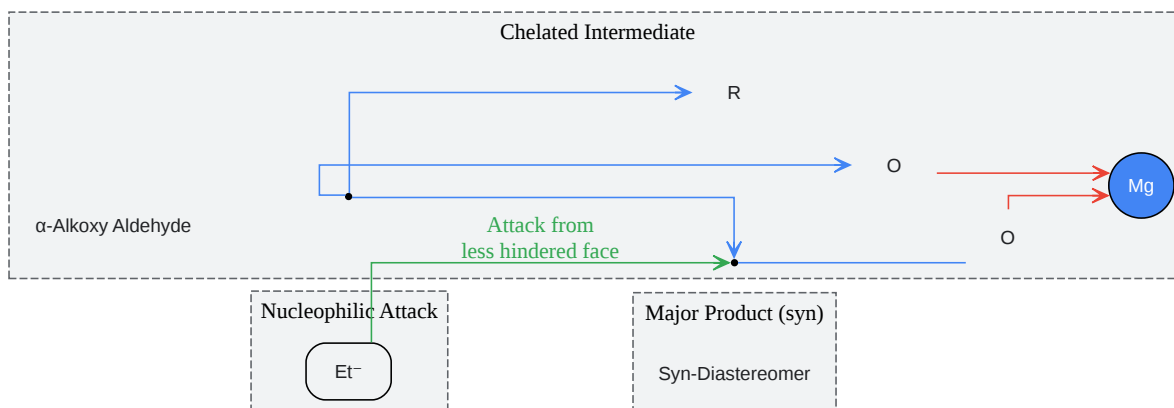 Chelated Intermediate
R
O
Mg
α-Alkoxy Aldehyde
Attack from
less hindered face
O
Nucleophilic Attack
Major Product (syn)
Et⁻
Syn-Diastereomer